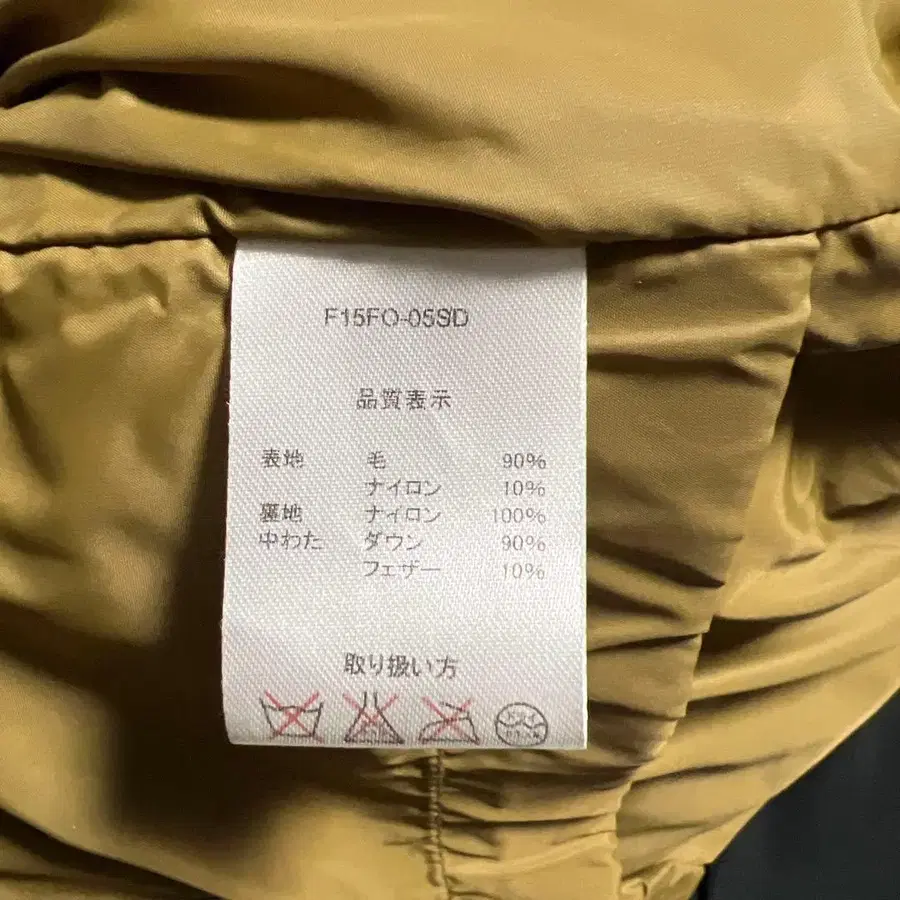 F15FO-05SD
品質表示
表地 毛 90%
ナイロン 10%
裏地 ナイロン 100%
中わた ダウン 90%
フェザー 10%
取り扱い方